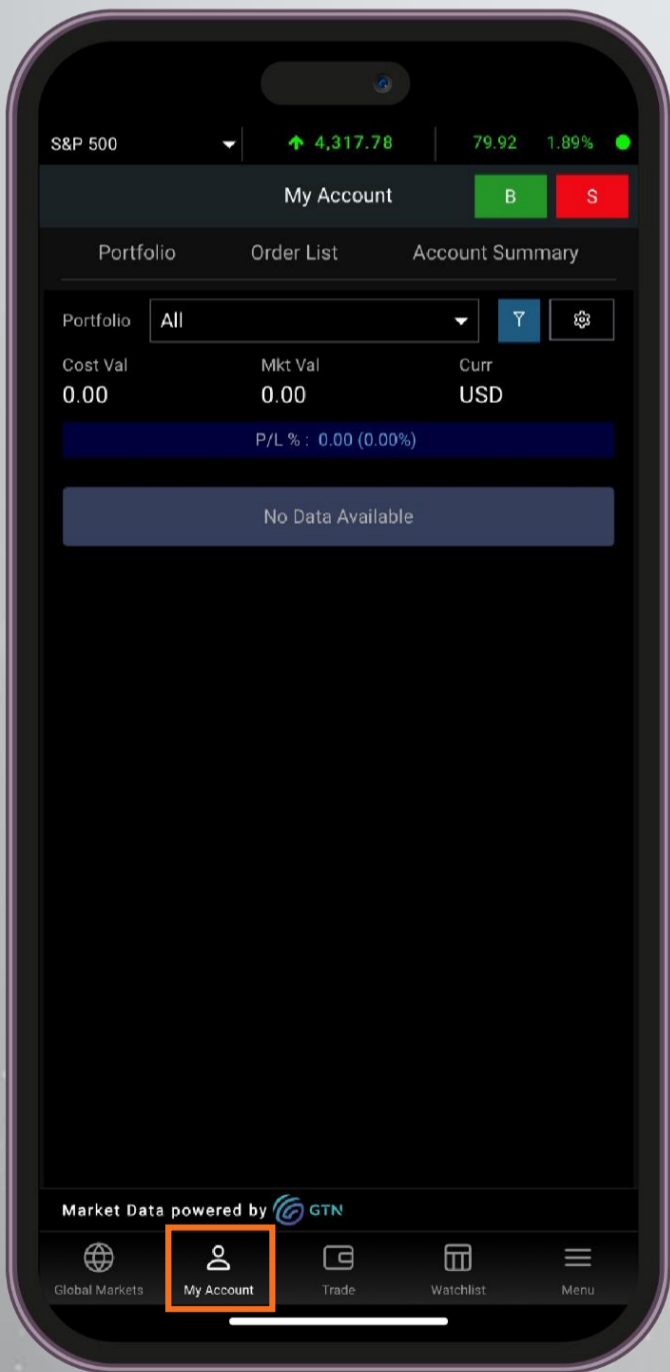 S&P 500 4,317.78 79.92 1.89%
My Account B S
Portfolio Order List Account Summary
Portfolio All
Cost Val Mkt Val Curr
0.00 0.00 USD
P/L % : 0.00 (0.00%)
No Data Available
Market Data powered by GTN
Global Markets My Account Trade Watchlist Menu